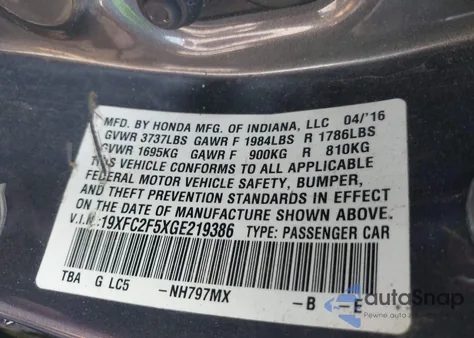 MFD. BY HONDA MFG. OF INDIANA, LLC 04/'16
GVWR 3737LBS GAWR F 1984LBS R 1786LBS
GVWR 1695KG GAWR F 900KG R 810KG
THIS VEHICLE CONFORMS TO ALL APPLICABLE
FEDERAL MOTOR VEHICLE SAFETY, BUMPER,
AND THEFT PREVENTION STANDARDS IN EFFECT
ON THE DATE OF MANUFACTURE SHOWN ABOVE.
V.I.N.:19XFC2F5XGE219386 TYPE: PASSENGER CAR
TBA G LC5 -NH797MX -B -E
autoSnap
Pewne auto